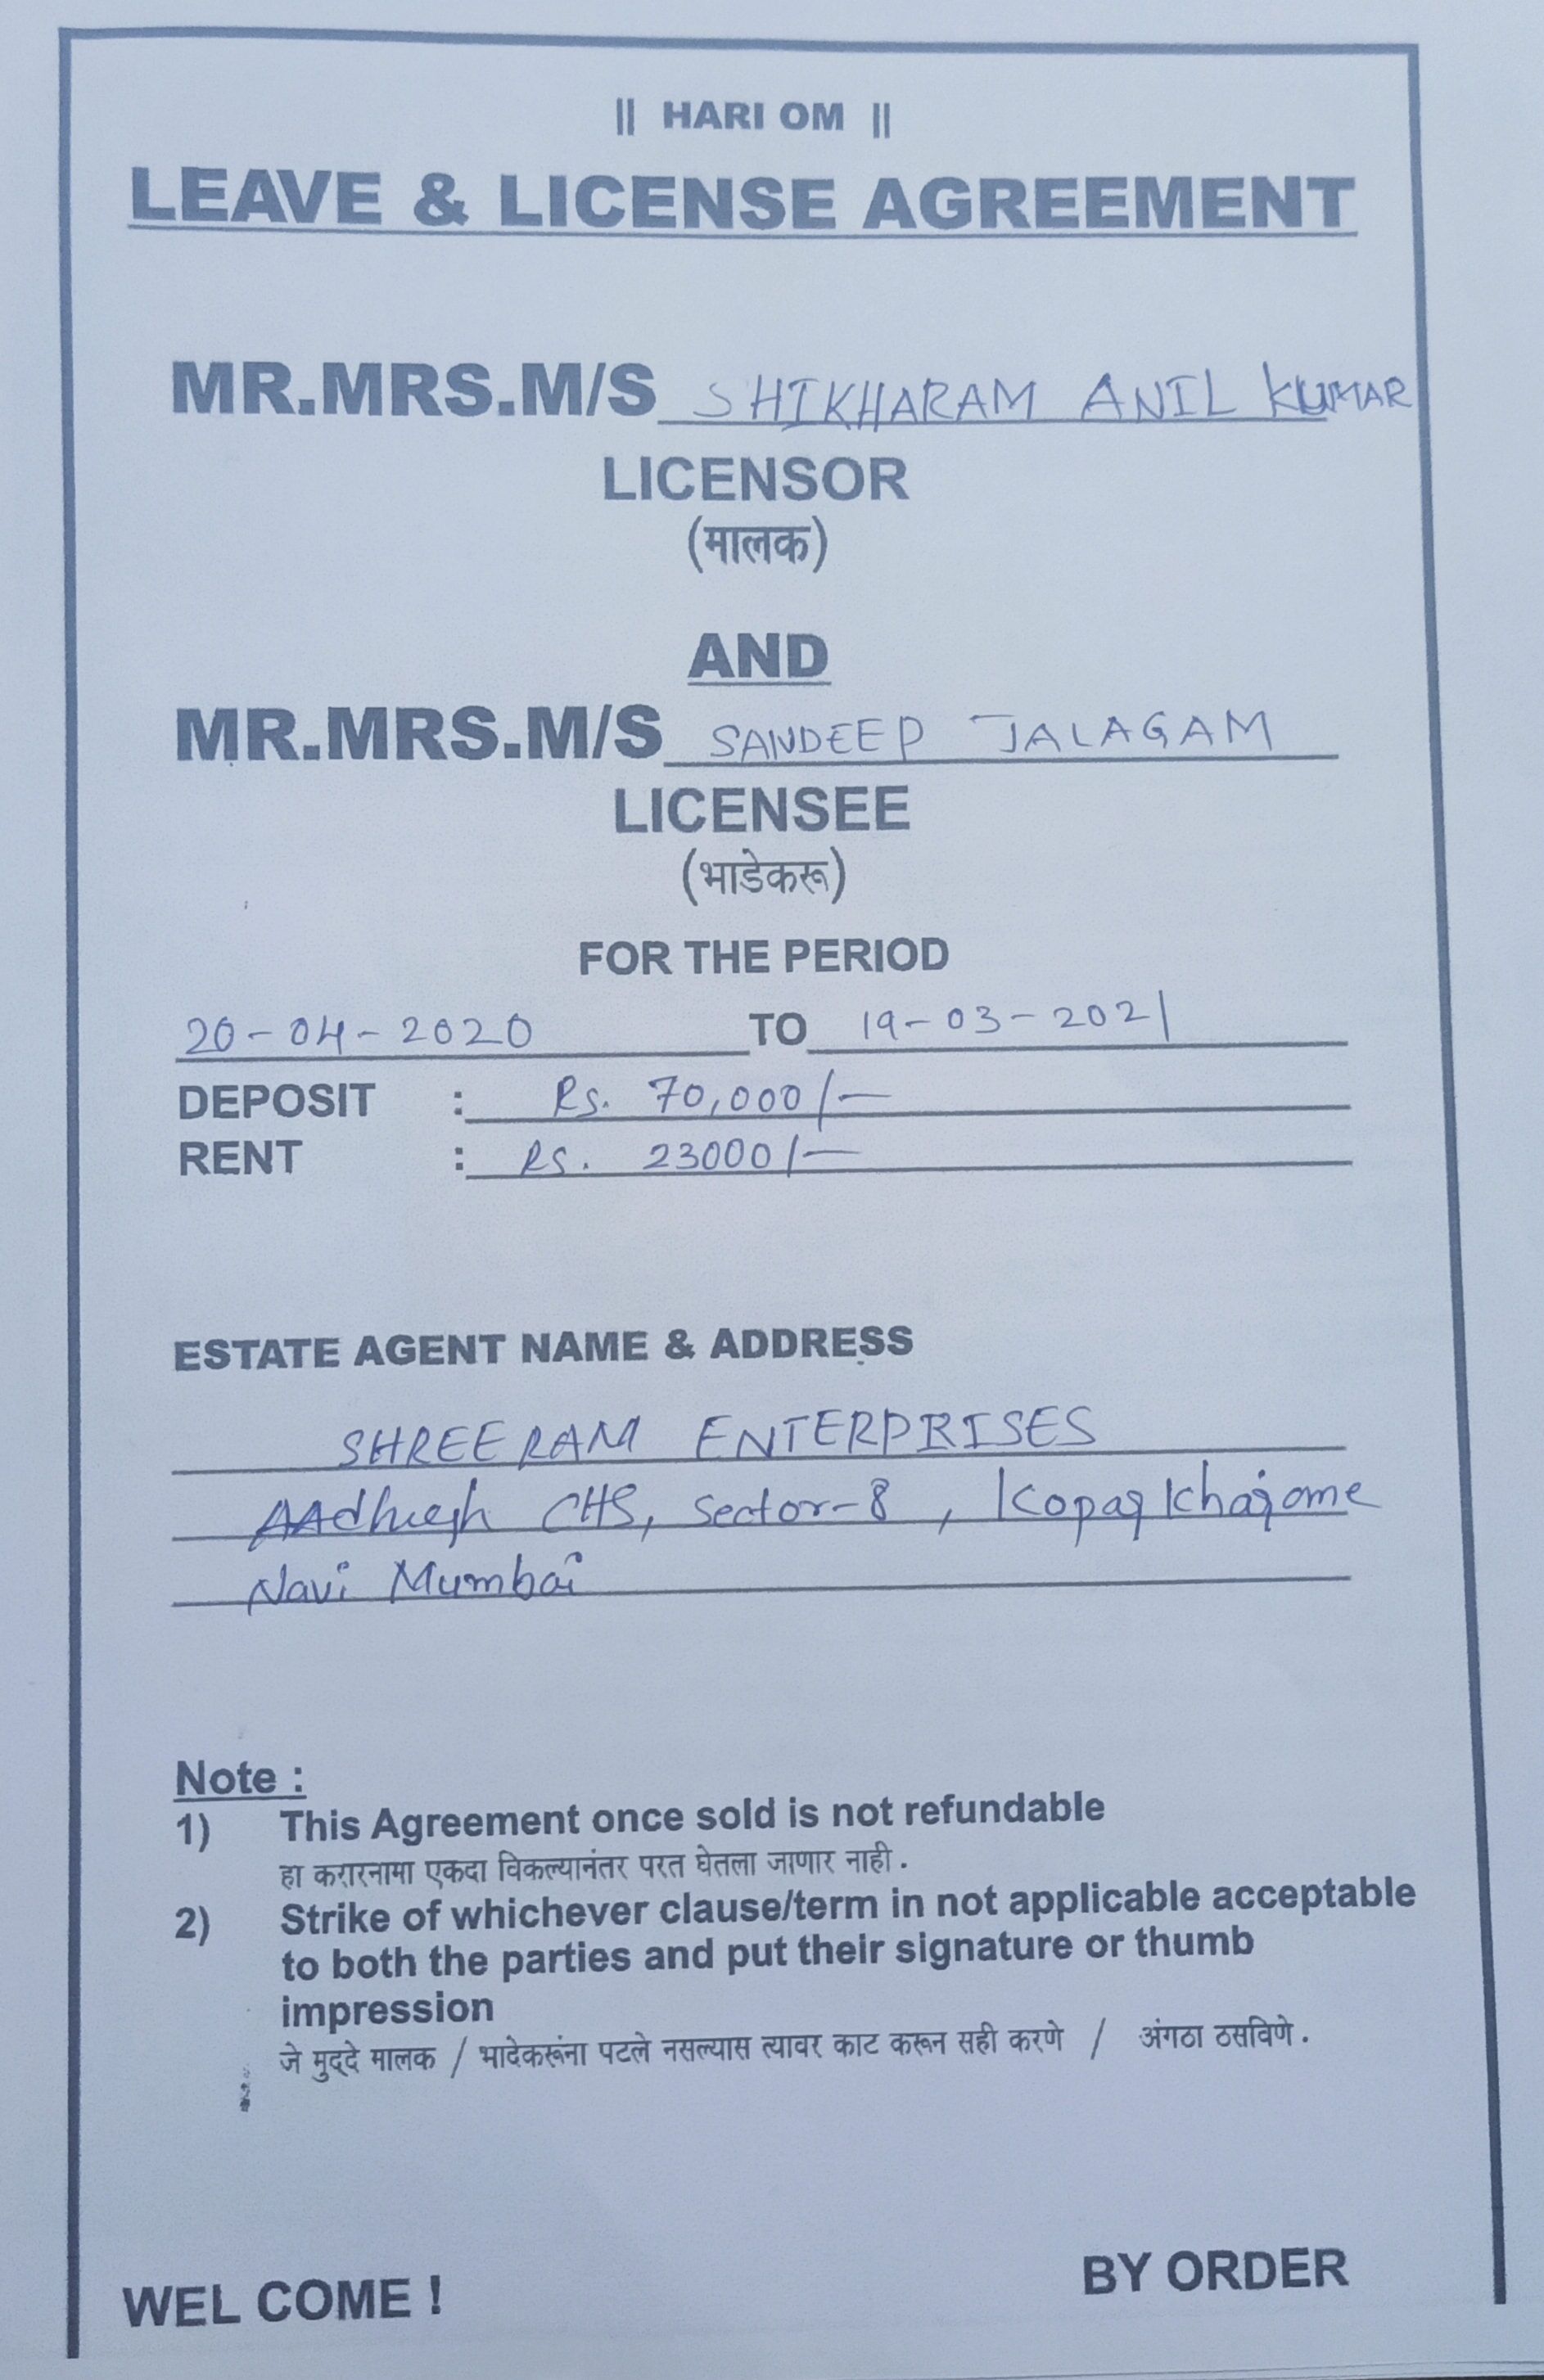 || HARI OM ||
LEAVE & LICENSE AGREEMENT
MR.MRS.M/S SHIKHARAM ANIL KUMAR
LICENSOR
(मालक)
AND
MR.MRS.M/S SANDEEP JALAGAM
LICENSEE
(भाडेकरू)
FOR THE PERIOD
20-04-2020 TO 19-03-2021
DEPOSIT : Rs. 70,000/-
RENT : Rs. 23000/-
ESTATE AGENT NAME & ADDRESS
SHREERAM ENTERPRISES
CHS, Sector-8, Kopar
Navi Mumbai
Note :
1) This Agreement once sold is not refundable
हा करारनामा एकदा विकल्यानंतर परत घेतला जाणार नाही.
2) Strike of whichever clause/term in not applicable acceptable
to both the parties and put their signature or thumb
impression
जे मुद्दे मालक / भादेकरूंना पटले नसल्यास त्यावर काट करून सही करणे / अंगठा ठसविणे.
WEL COME !
BY ORDER